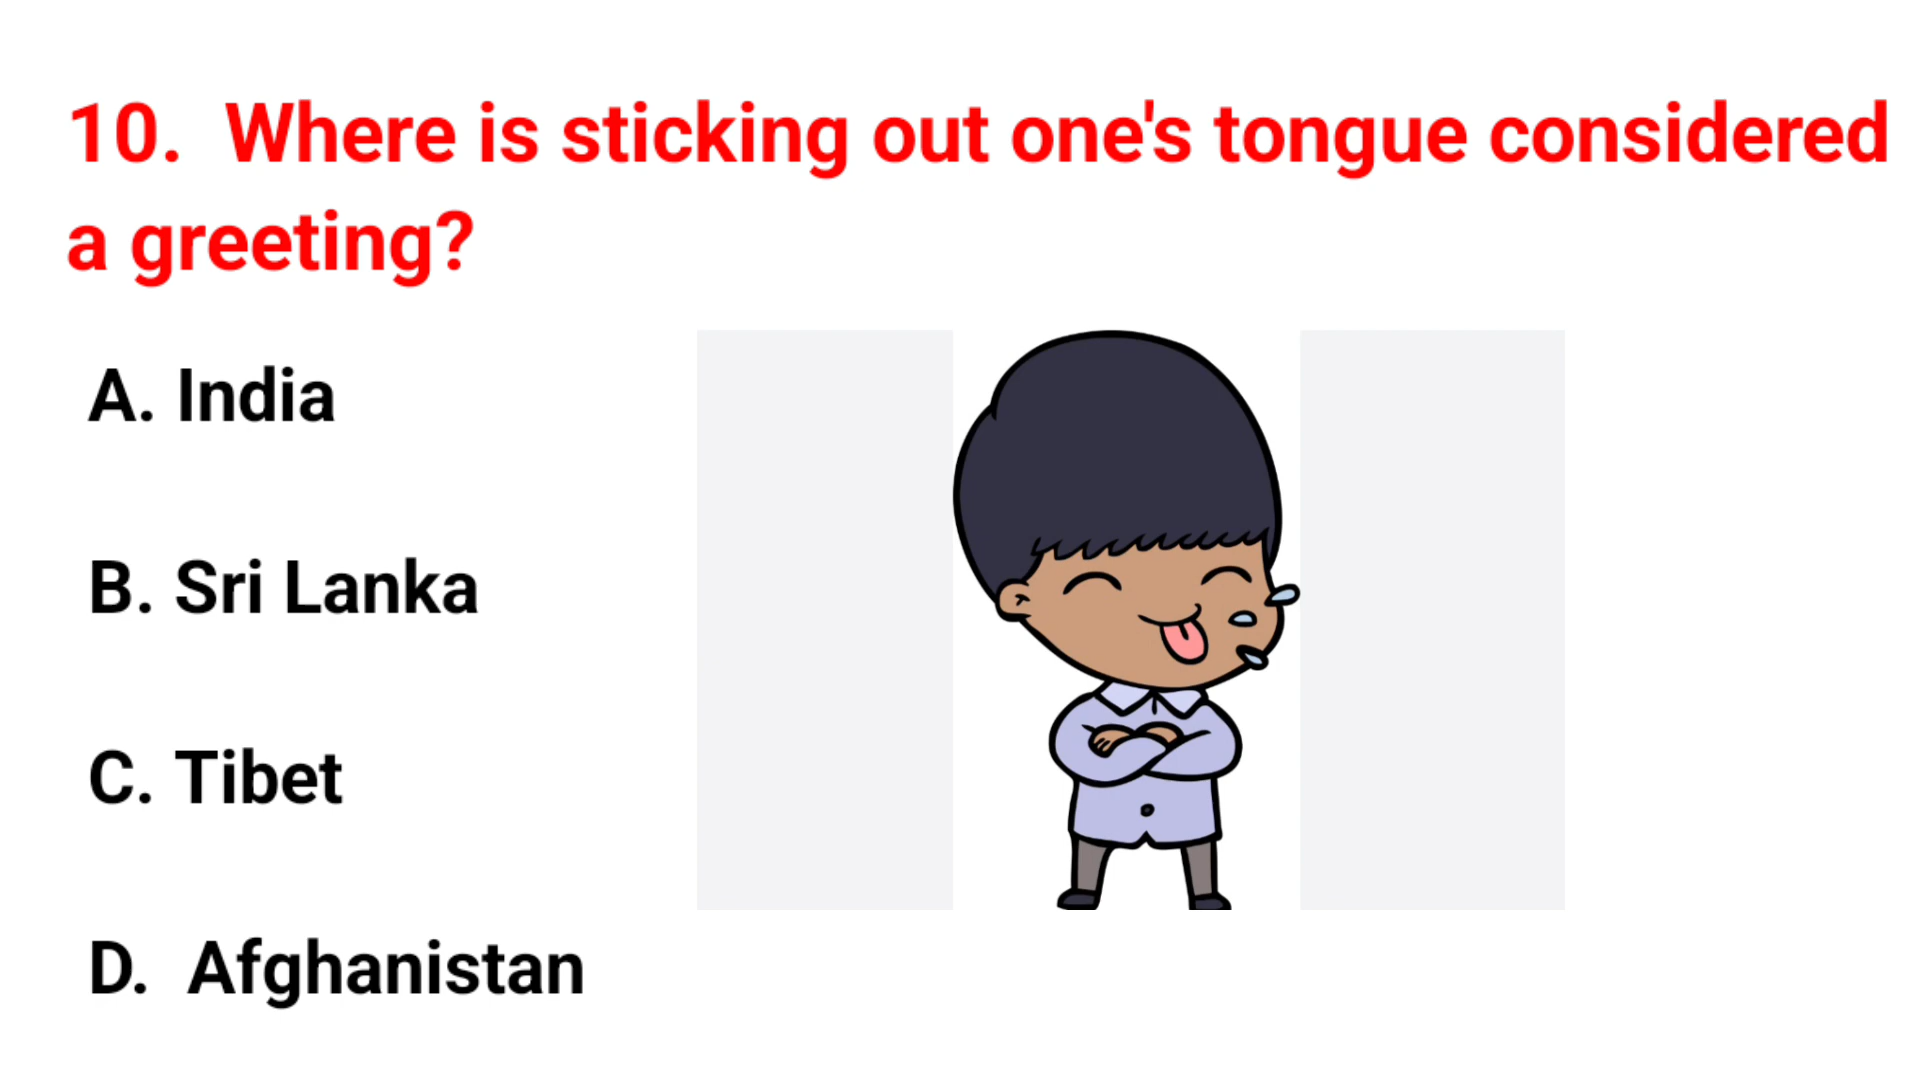 10. Where is sticking out one's tongue considered
a greeting?
A. India
B. Sri Lanka
C. Tibet
D. Afghanistan